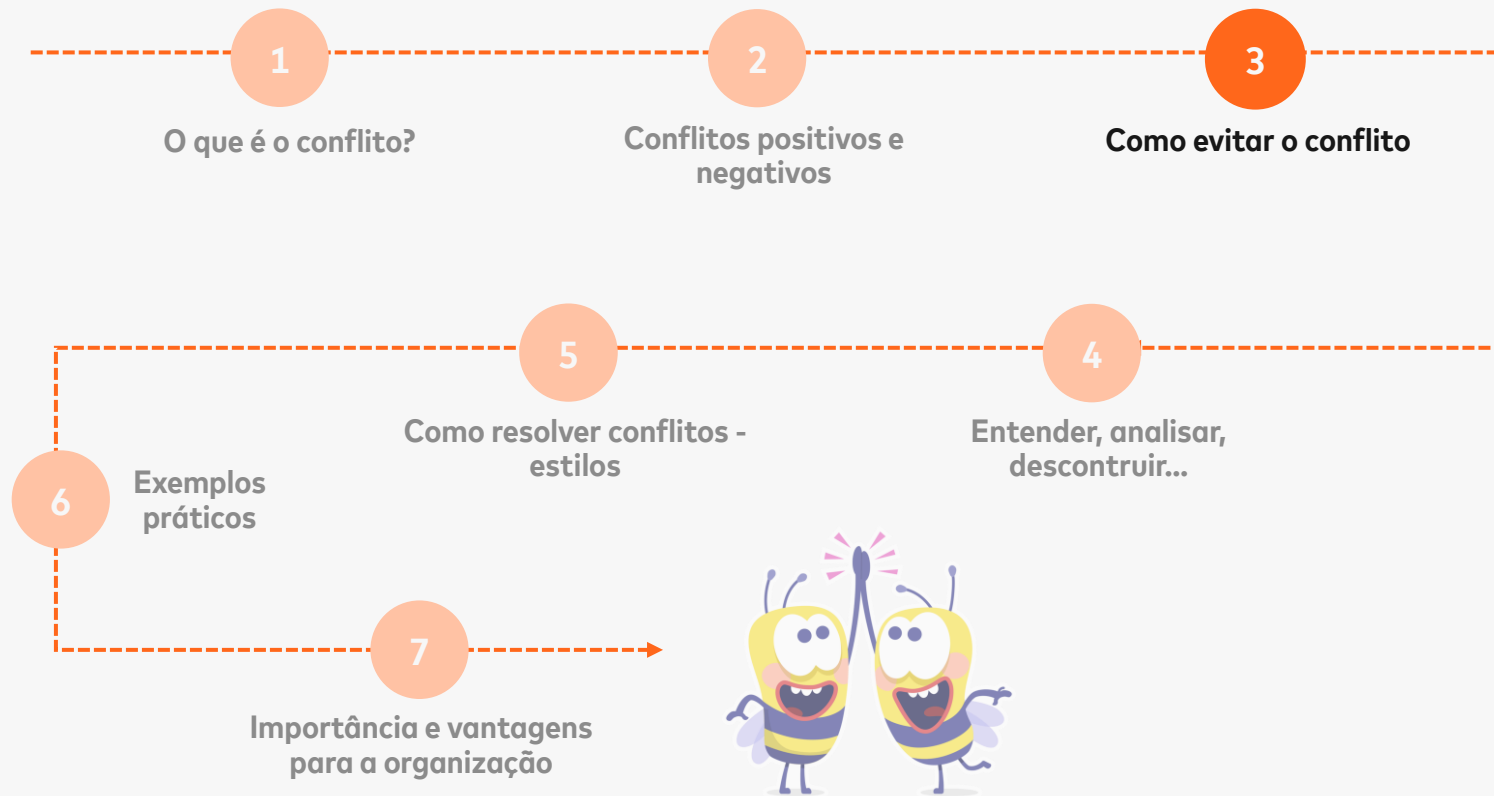 1
O que é o conflito?
2
Conflitos positivos e
negativos
3
Como evitar o conflito
4
Entender, analisar,
descontruir...
5
Como resolver conflitos -
estilos
6
Exemplos
práticos
7
Importância e vantagens
para a organização